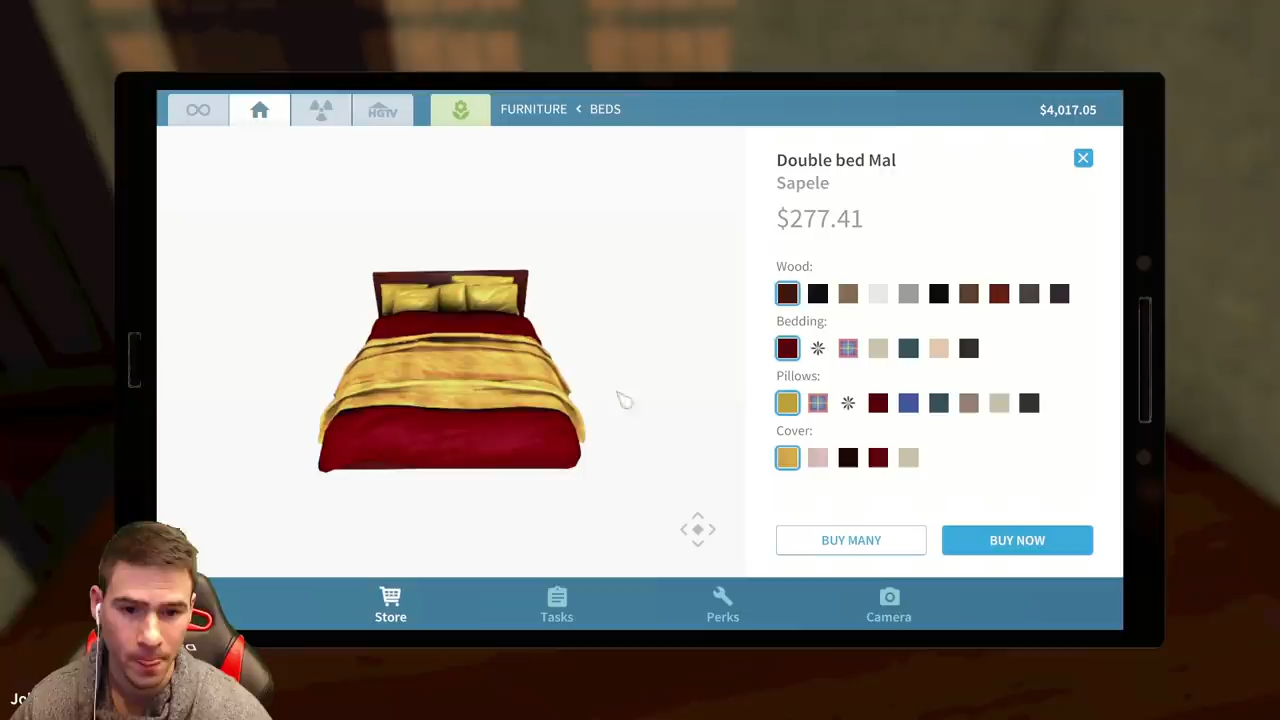 HGTV
FURNITURE < BEDS
$4,017.05
Double bed Mal
Sapele
$277.41
Wood:
Bedding:
Pillows:
Cover:
BUY MANY
BUY NOW
Store
Tasks
Perks
Camera